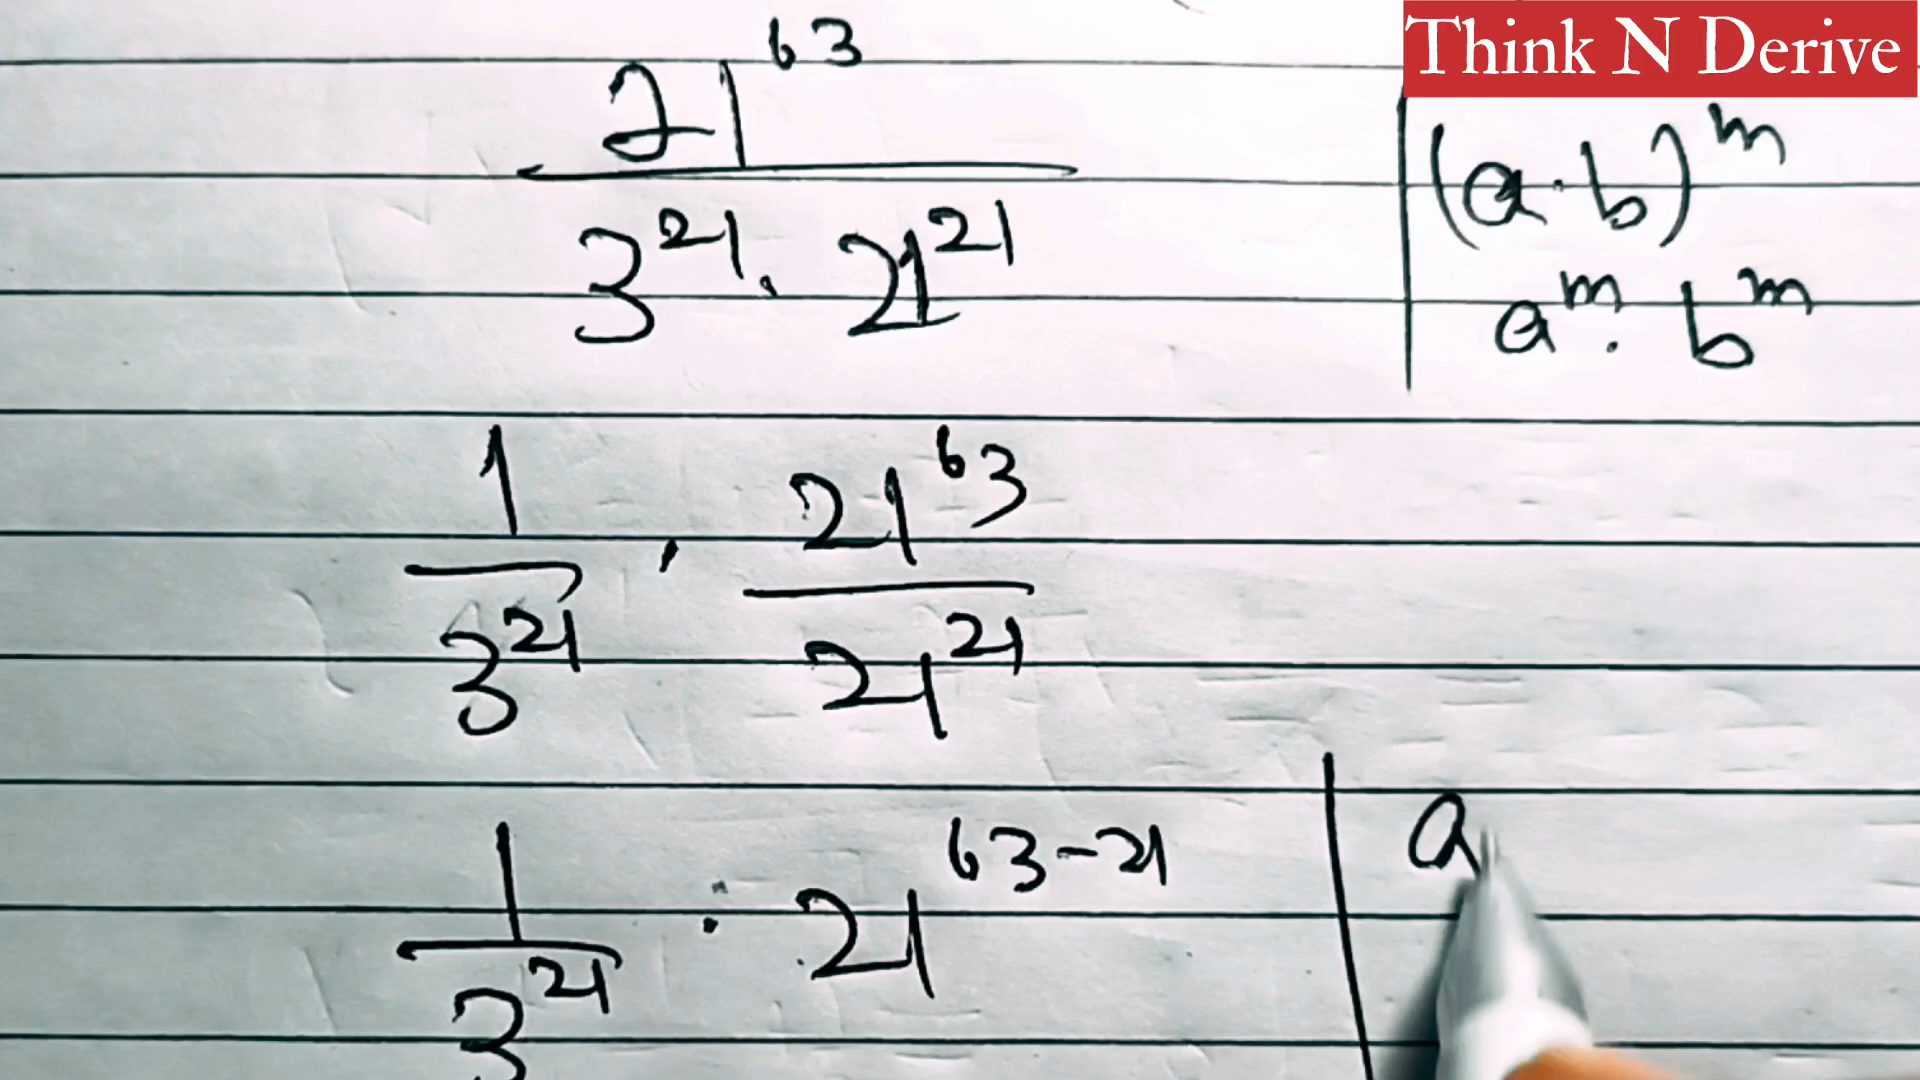 Think N Derive
21^63
3^21 . 21^21
(a.b)^m
a^m . b^m
1 . 21^63
3^21 21^21
1 . 21^63-21
3^21
a